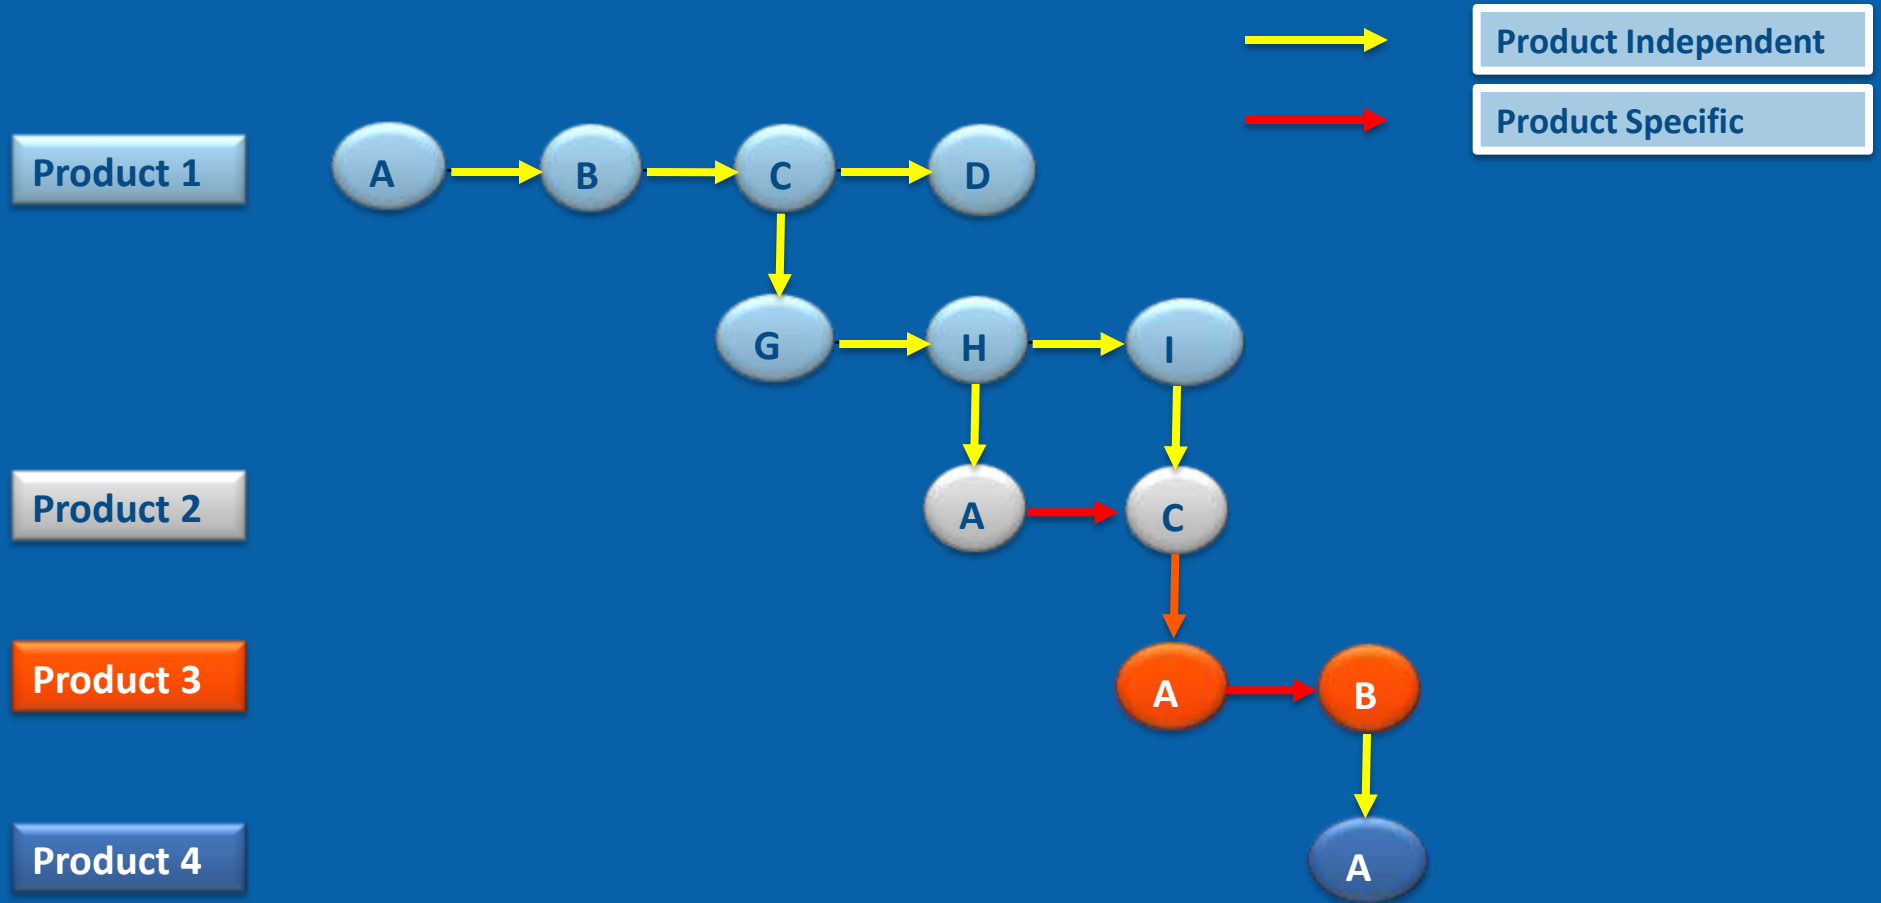 Product Independent
Product Specific
Product 1
A
B
C
D
G
H
I
Product 2
A
C
Product 3
A
B
Product 4
A